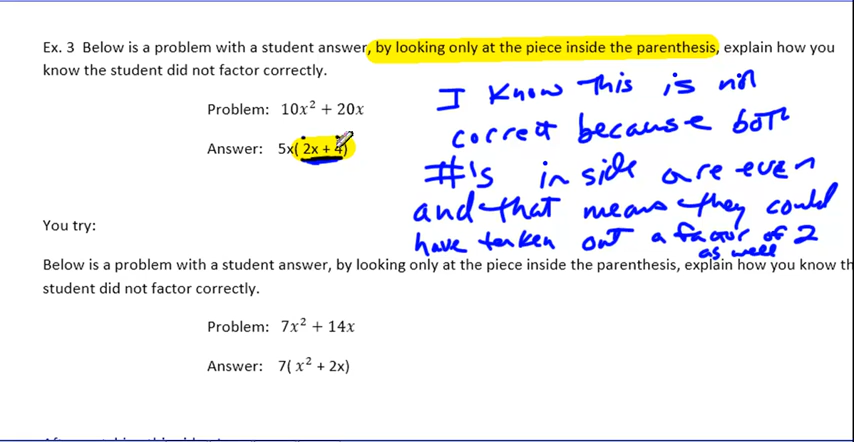 Ex. 3 Below is a problem with a student answer, by looking only at the piece inside the parenthesis, explain how you
know the student did not factor correctly.
Problem: 10x² + 20x
Answer: 5x( 2x + 4)
I know this is not
correct because both
#'s inside are even
and that means they could
have taken out a factor of 2
as well
You try:
Below is a problem with a student answer, by looking only at the piece inside the parenthesis, explain how you know th
student did not factor correctly.
Problem: 7x² + 14x
Answer: 7( x² + 2x)